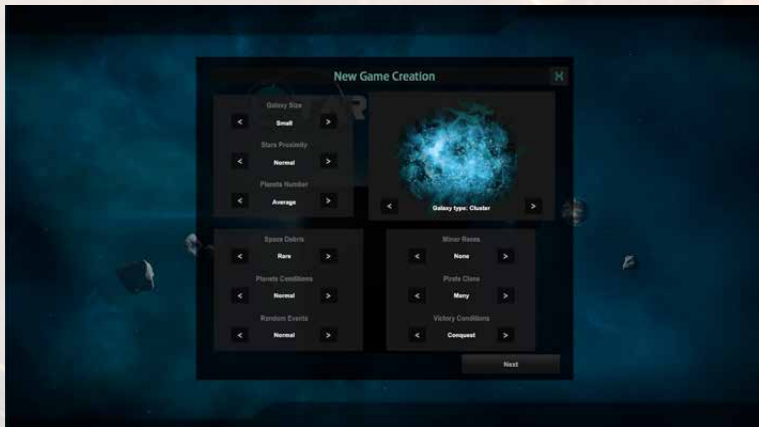 New Game Creation
X
Galaxy Size
< Small >
Stars Proximity
< Normal >
Planets Number
< Average >
< Galaxy type: Cluster >
Space Debris
< Rare >
Planets Conditions
< Normal >
Random Events
< Normal >
Minor Races
< None >
Pirate Clans
< Many >
Victory Conditions
< Conquest >
Next